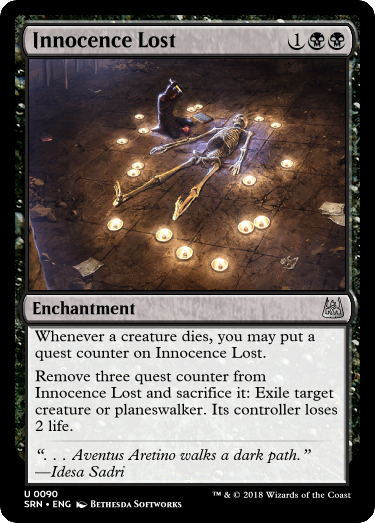 Innocence Lost 1
Enchantment
Whenever a creature dies, you may put a
quest counter on Innocence Lost.
Remove three quest counter from
Innocence Lost and sacrifice it: Exile target
creature or planeswalker. Its controller loses
2 life.
“. . . Aventus Aretino walks a dark path.”
—Idesa Sadri
U 0090
SRN • ENG BETHESDA SOFTWORKS
™ & © 2018 Wizards of the Coast